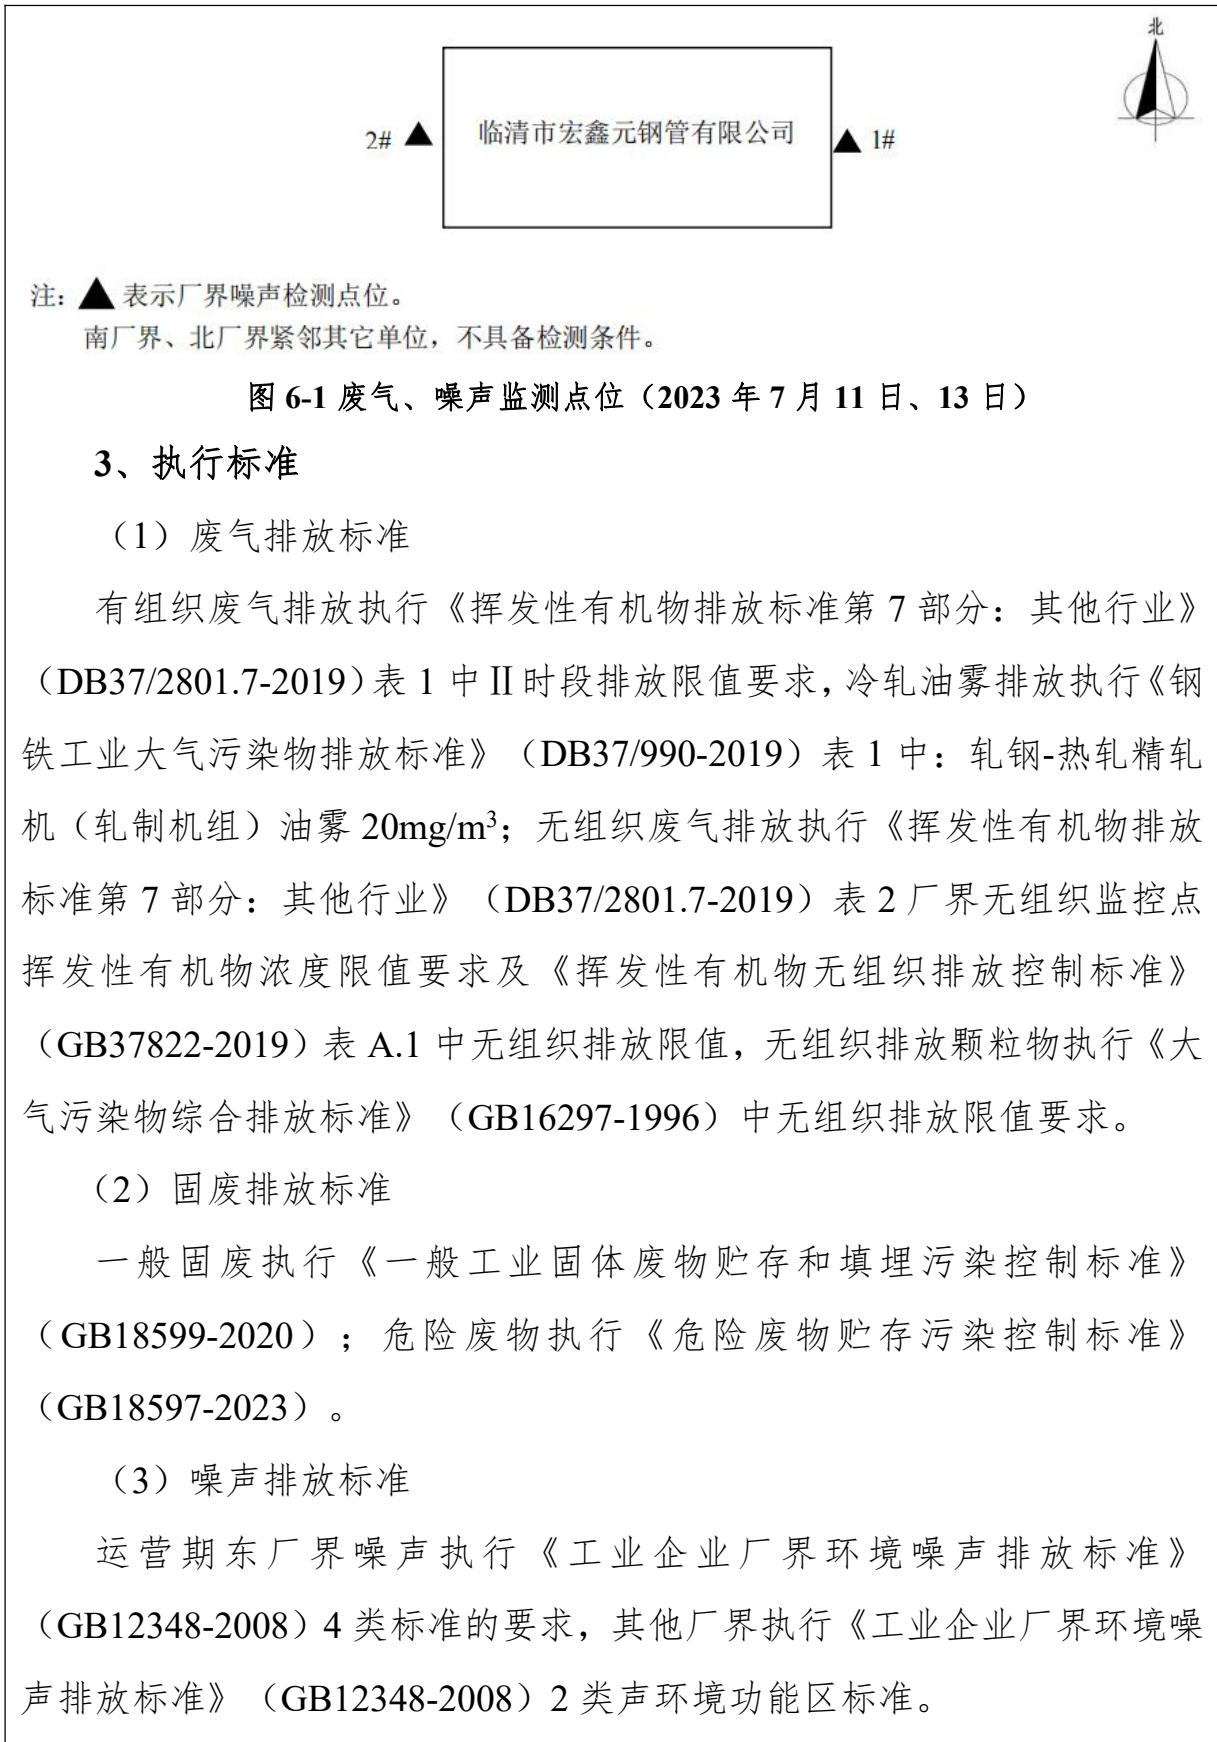 北
2# ▲ 临清市宏鑫元钢管有限公司 ▲ 1#
注：▲表示厂界噪声检测点位。
南厂界、北厂界紧邻其它单位，不具备检测条件。
图 6-1 废气、噪声监测点位（2023 年 7 月 11 日、13 日）
3、执行标准
（1）废气排放标准
有组织废气排放执行《挥发性有机物排放标准第 7 部分：其他行业》
（DB37/2801.7-2019）表 1 中 Ⅱ 时段排放限值要求，冷轧油雾排放执行《钢
铁工业大气污染物排放标准》（DB37/990-2019）表 1 中：轧钢-热轧精轧
机（轧制机组）油雾 20mg/m³；无组织废气排放执行《挥发性有机物排放
标准第 7 部分：其他行业》（DB37/2801.7-2019）表 2 厂界无组织监控点
挥发性有机物浓度限值要求及《挥发性有机物无组织排放控制标准》
（GB37822-2019）表 A.1 中无组织排放限值，无组织排放颗粒物执行《大
气污染物综合排放标准》（GB16297-1996）中无组织排放限值要求。
（2）固废排放标准
一般固废执行《一般工业固体废物贮存和填埋污染控制标准》
（GB18599-2020）；危险废物执行《危险废物贮存污染控制标准》
（GB18597-2023）。
（3）噪声排放标准
运营期东厂界噪声执行《工业企业厂界环境噪声排放标准》
（GB12348-2008）4 类标准的要求，其他厂界执行《工业企业厂界环境噪
声排放标准》（GB12348-2008）2 类声环境功能区标准。